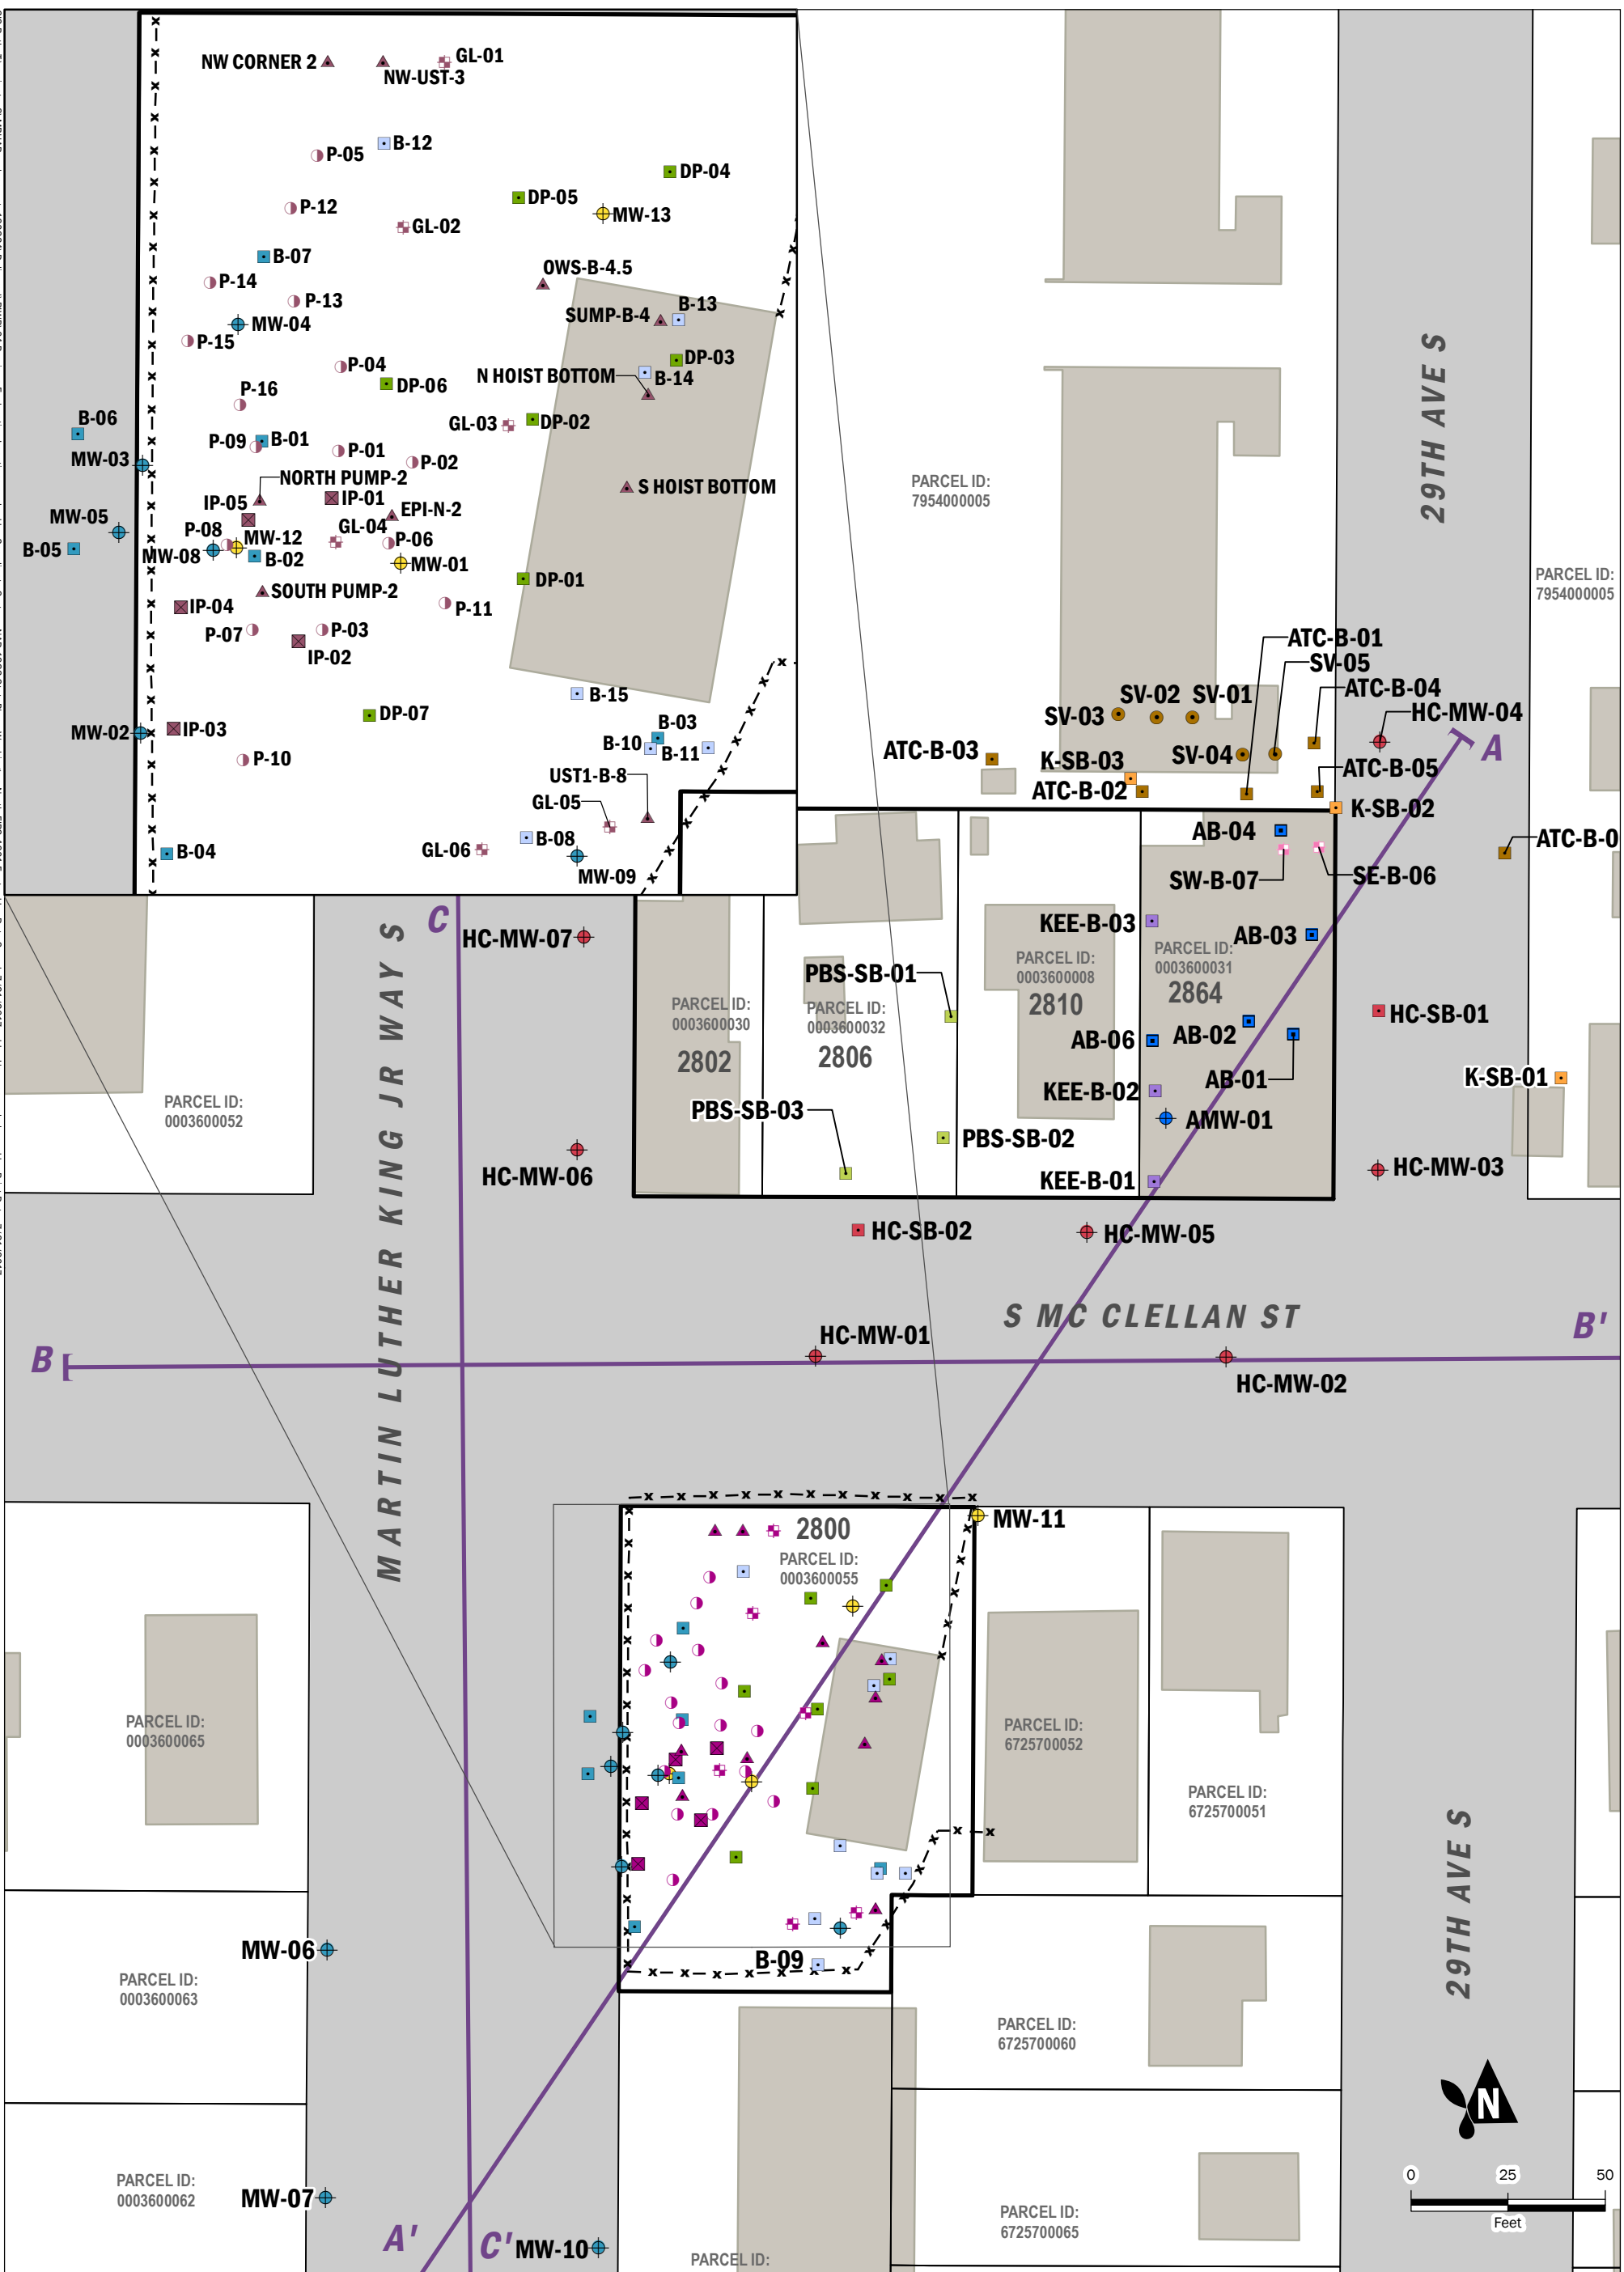 NW CORNER 2
NW-UST-3
GL-01
B-12
P-05
DP-04
DP-05
P-12
MW-13
GL-02
B-07
OWS-B-4.5
P-14
P-13
B-13
SUMP-B-4
MW-04
P-15
DP-03
P-04
N HOIST BOTTOM
B-14
DP-06
P-16
B-06
GL-03
DP-02
P-09
B-01
P-01
MW-03
P-02
NORTH PUMP-2
S HOIST BOTTOM
IP-05
IP-01
EPI-N-2
MW-05
GL-04
P-08
MW-12
P-06
B-05
MW-08
B-02
MW-01
DP-01
SOUTH PUMP-2
IP-04
P-11
P-07
P-03
IP-02
B-15
DP-07
B-03
IP-03
MW-02
B-10
B-11
P-10
UST1-B-8
GL-05
B-08
GL-06
B-04
MW-09
29TH AVE S
PARCEL ID:
7954000005
PARCEL ID:
7954000005
ATC-B-01
SV-05
SV-02
SV-01
ATC-B-04
SV-03
HC-MW-04
A
ATC-B-03
K-SB-03
SV-04
ATC-B-05
ATC-B-02
K-SB-02
AB-04
ATC-B-0
SW-B-07
SE-B-06
C
HC-MW-07
KEE-B-03
AB-03
PARCEL ID:
0003600031
2864
PARCEL ID:
0003600008
2810
PBS-SB-01
PARCEL ID:
0003600030
2802
PARCEL ID:
0003600032
2806
HC-SB-01
AB-06
AB-02
AB-01
K-SB-01
KEE-B-02
PARCEL ID:
0003600052
PBS-SB-03
AMW-01
PBS-SB-02
HC-MW-06
KEE-B-01
HC-MW-03
HC-SB-02
HC-MW-05
MARTIN LUTHER KING JR WAY S
S MC CLELLAN ST
B
HC-MW-01
B'
HC-MW-02
2800
MW-11
PARCEL ID:
0003600055
PARCEL ID:
0003600065
PARCEL ID:
6725700052
PARCEL ID:
6725700051
29TH AVE S
MW-06
B-09
PARCEL ID:
0003600063
PARCEL ID:
6725700060
N
PARCEL ID:
0003600062
MW-07
0 25 50
Feet
PARCEL ID:
6725700065
A'
C'
MW-10
PARCEL ID: